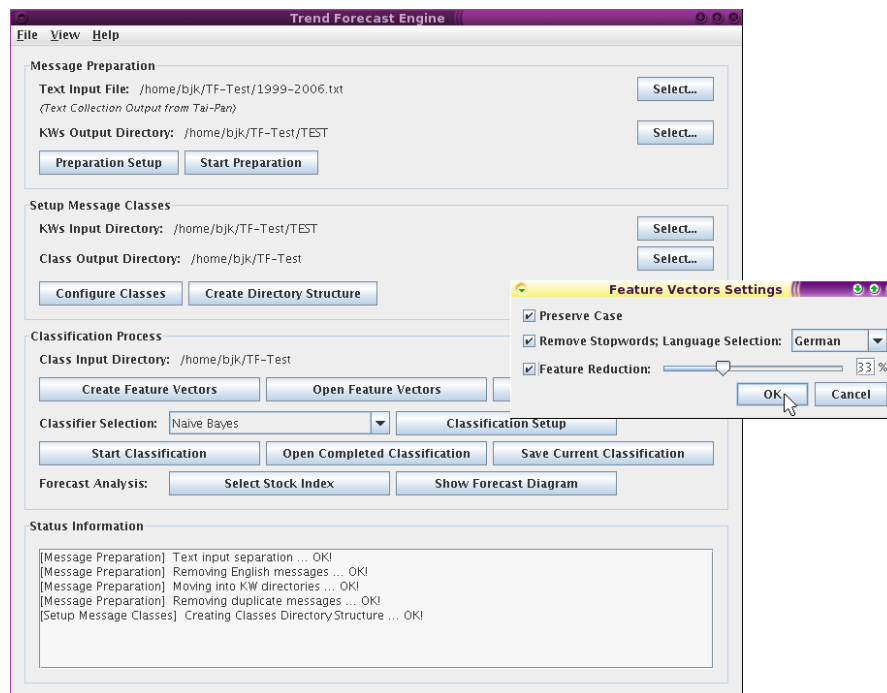 Trend Forecast Engine
File View Help
Message Preparation
Text Input File: /home/bjk/TF-Test/1999-2006.txt Select...
(Text Collection Output from Tai-Pan)
KWs Output Directory: /home/bjk/TF-Test/TEST Select...
Preparation Setup Start Preparation
Setup Message Classes
KWs Input Directory: /home/bjk/TF-Test/TEST Select...
Class Output Directory: /home/bjk/TF-Test Select...
Configure Classes Create Directory Structure
Feature Vectors Settings
Preserve Case
Remove Stopwords; Language Selection: German
Feature Reduction: 33 %
OK Cancel
Classification Process
Class Input Directory: /home/bjk/TF-Test
Create Feature Vectors Open Feature Vectors
Classifier Selection: Naive Bayes Classification Setup
Start Classification Open Completed Classification Save Current Classification
Forecast Analysis: Select Stock Index Show Forecast Diagram
Status Information
[Message Preparation] Text input separation ... OK!
[Message Preparation] Removing English messages ... OK!
[Message Preparation] Moving into KW directories ... OK!
[Message Preparation] Removing duplicate messages ... OK!
[Setup Message Classes] Creating Classes Directory Structure ... OK!